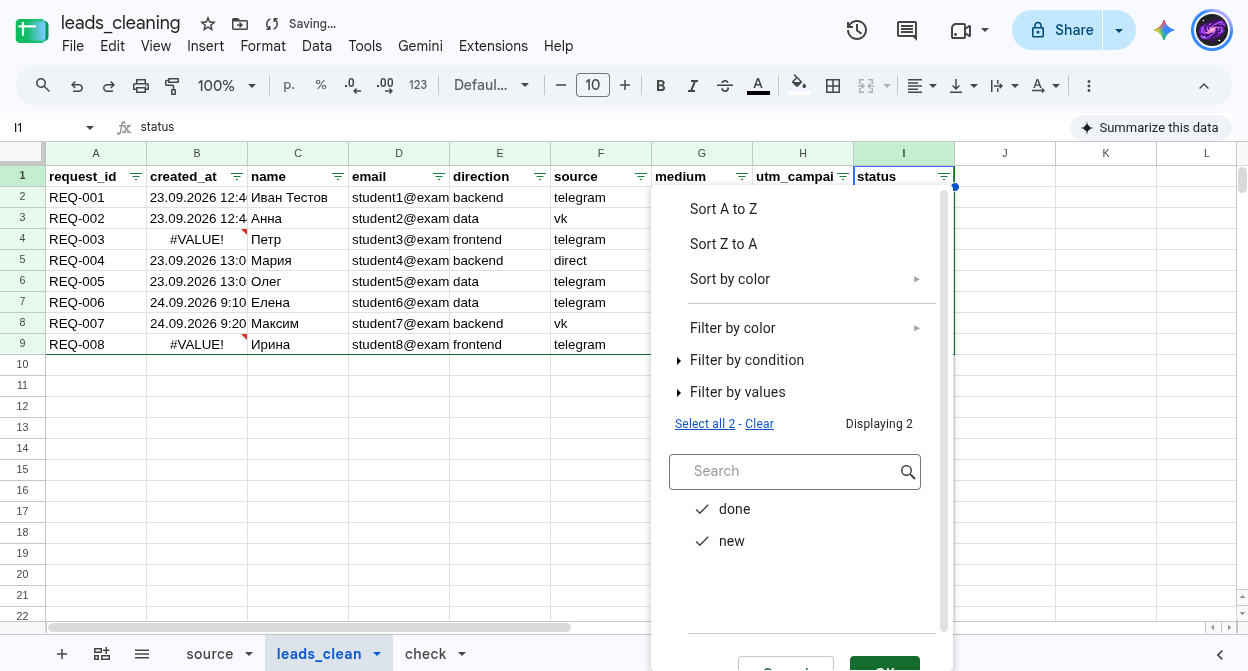 leads_cleaning Saving...
File Edit View Insert Format Data Tools Gemini Extensions Help
Share
100% р. % .0 .00 123 Defaul... 10 B I A
I1 fx status Summarize this data
A B C D E F G H I J K L
1 request_id created_at name email direction source medium utm_campai status
2 REQ-001 23.09.2026 12:4 Иван Тестов student1@exam backend telegram
3 REQ-002 23.09.2026 12:4 Анна student2@exam data vk
4 REQ-003 #VALUE! Петр student3@exam frontend telegram
5 REQ-004 23.09.2026 13:0 Мария student4@exam backend direct
6 REQ-005 23.09.2026 13:0 Олег student5@exam data telegram
7 REQ-006 24.09.2026 9:10 Елена student6@exam data telegram
8 REQ-007 24.09.2026 9:20 Максим student7@exam backend vk
9 REQ-008 #VALUE! Ирина student8@exam frontend telegram
10
11
12
13
14
15
16
17
18
19
20
21
22
Sort A to Z
Sort Z to A
Sort by color
Filter by color
Filter by condition
Filter by values
Select all 2 - Clear Displaying 2
Search
done
new
source leads_clean check